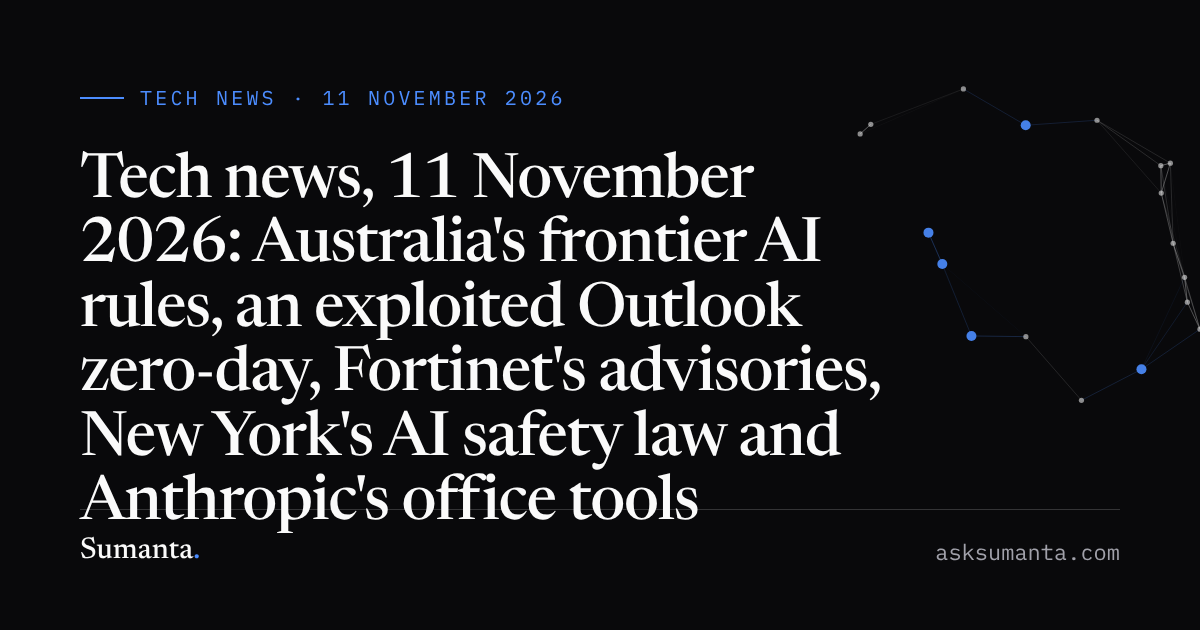 TECH NEWS · 11 NOVEMBER 2026
Tech news, 11 November
2026: Australia's frontier AI
rules, an exploited Outlook
zero-day, Fortinet's advisories,
New York's AI safety law and
Anthropic's office tools
Sumanta.
asksumanta.com